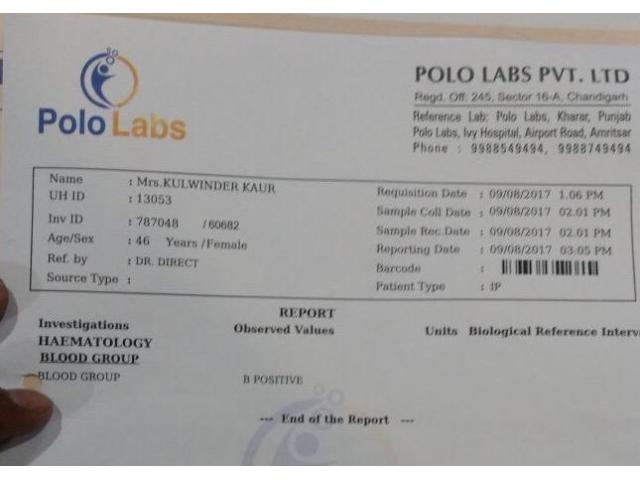 Polo Labs
POLO LABS PVT. LTD
Regd. Off: 245, Sector 16-A, Chandigarh
Reference Lab: Polo Labs, Kharar, Punjab
Polo Labs, Ivy Hospital, Airport Road, Amritsar
Phone : 9988549494, 9988749494
Name : Mrs.KULWINDER KAUR
UH ID : 13053
Inv ID : 787048 /60682
Age/Sex : 46 Years /Female
Ref. by : DR. DIRECT
Source Type :
Requisition Date : 09/08/2017 1.06 PM
Sample Coll Date : 09/08/2017 02.01 PM
Sample Rec.Date : 09/08/2017 02.01 PM
Reporting Date : 09/08/2017 03:05 PM
Barcode :
Patient Type : IP
REPORT
Investigations Observed Values Units Biological Reference Interv
HAEMATOLOGY
BLOOD GROUP
BLOOD GROUP B POSITIVE
--- End of the Report ---